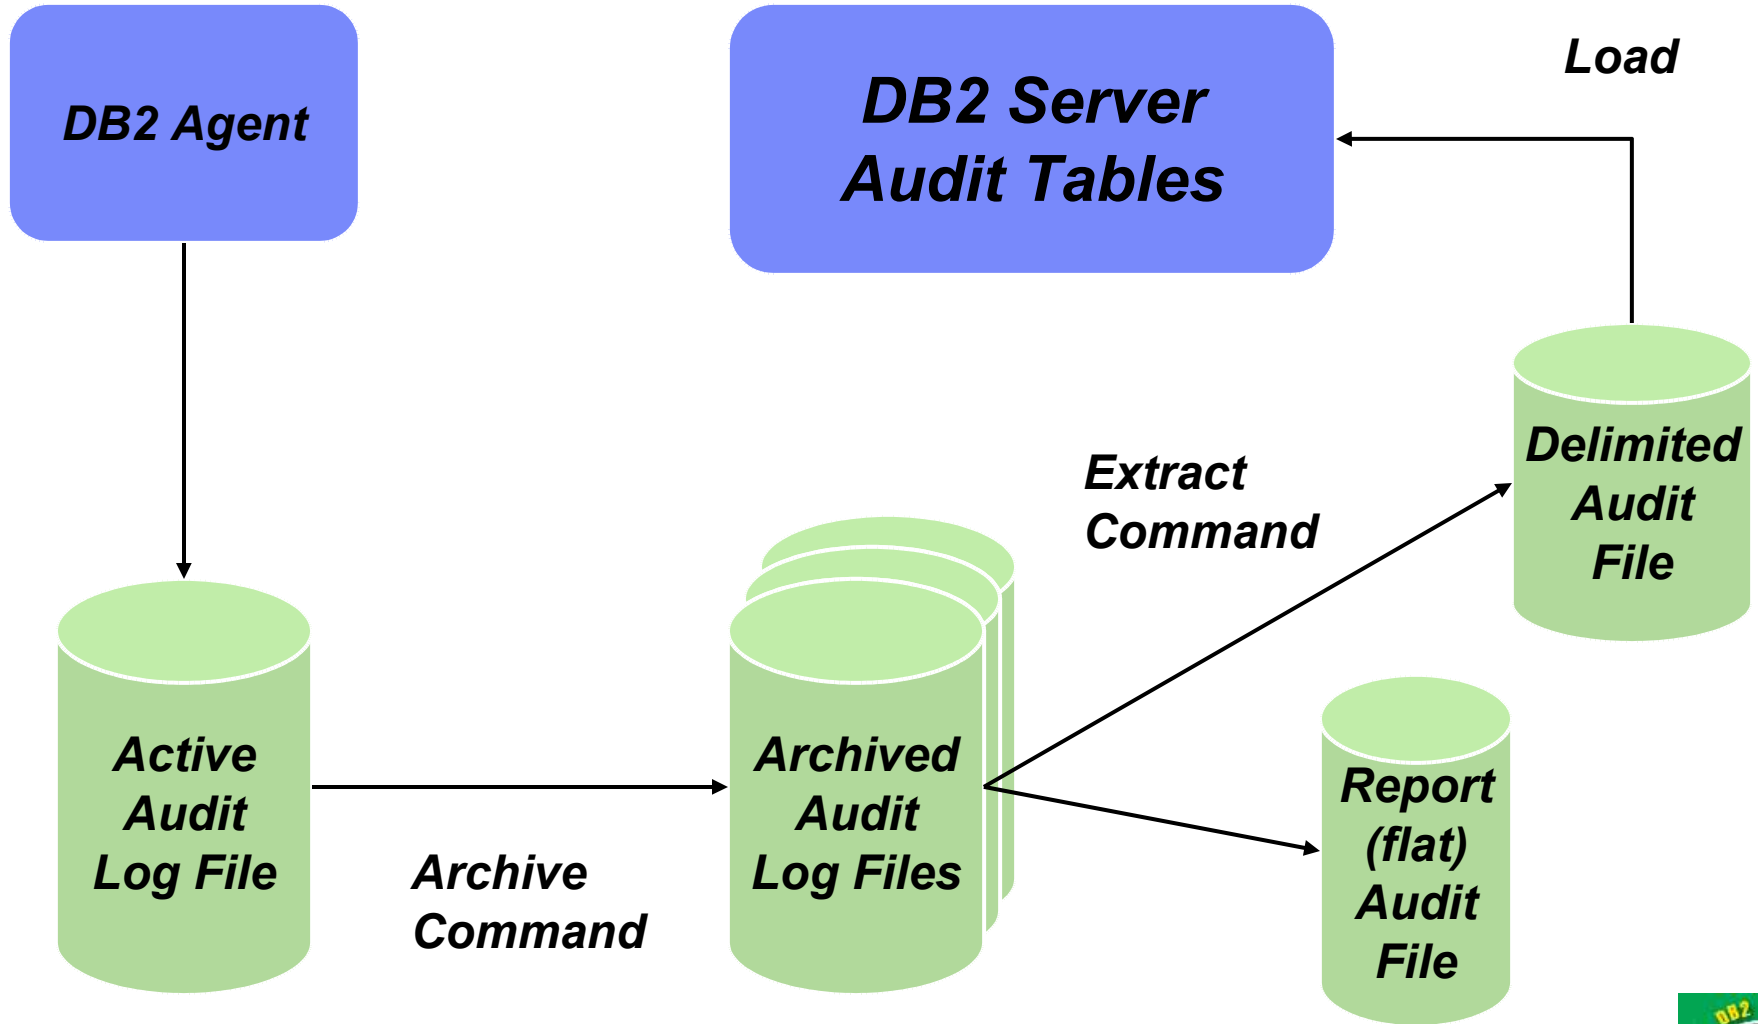 DB2 Agent
DB2 Server
Audit Tables
Load
Delimited
Audit
File
Extract
Command
Active
Audit
Log File
Archive
Command
Archived
Audit
Log Files
Report
(flat)
Audit
File
DB2